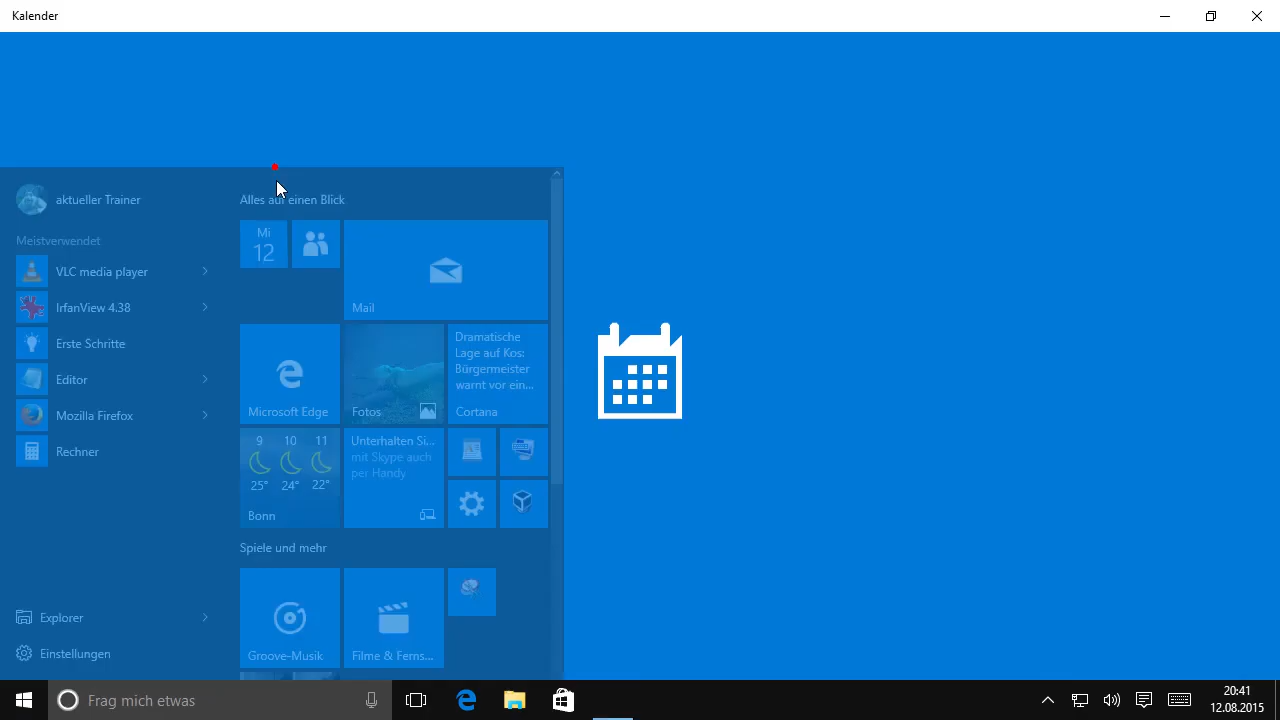 Kalender
aktueller Trainer
Alles auf einen Blick
Meistverwendet
VLC media player
IrfanView 4.38
Erste Schritte
Editor
Mozilla Firefox
Rechner
Explorer
Einstellungen
Mi
12
Mail
Microsoft Edge
Fotos
Dramatische
Lage auf Kos:
Bürgermeister
warnt vor ein...
Cortana
9 10 11
25° 24° 22°
Bonn
Unterhalten Si...
mit Skype auch
per Handy
Spiele und mehr
Groove-Musik
Filme & Ferns...
Frag mich etwas
20:41
12.08.2015